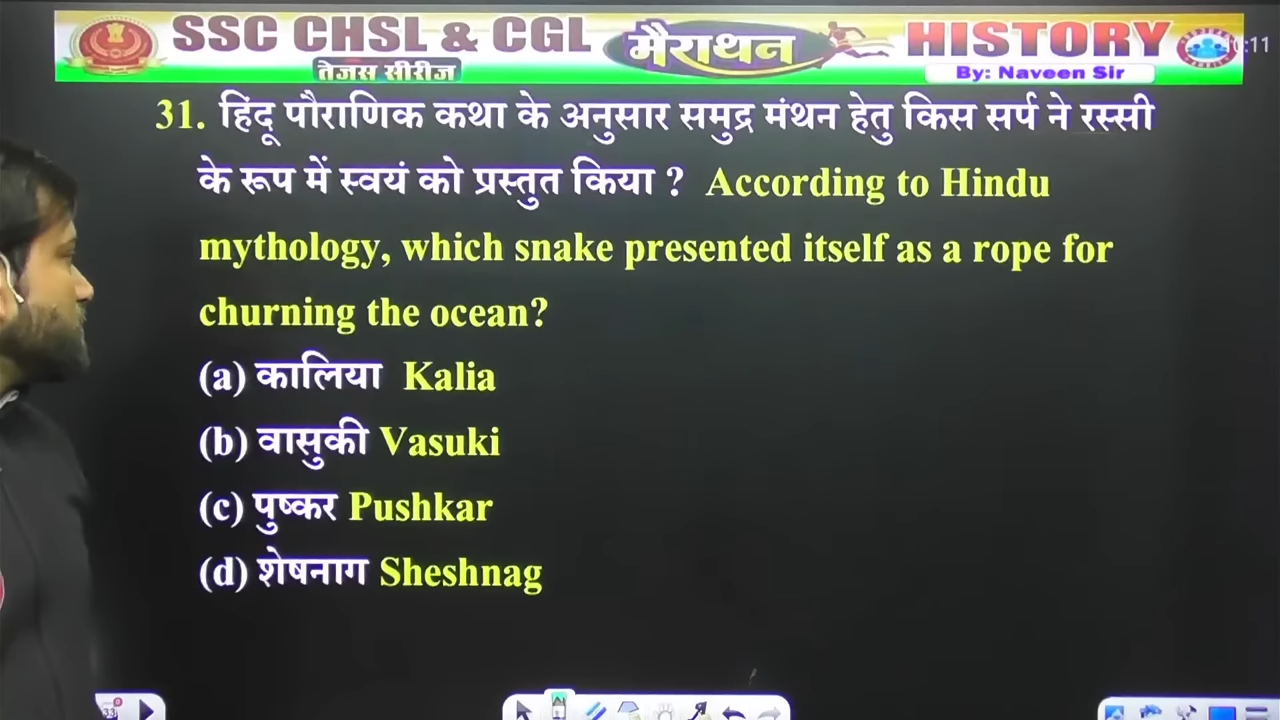 SSC CHSL & CGL मैराथन HISTORY
तेजस सीरीज By: Naveen Sir
31. हिंदू पौराणिक कथा के अनुसार समुद्र मंथन हेतु किस सर्प ने रस्सी
के रूप में स्वयं को प्रस्तुत किया ? According to Hindu
mythology, which snake presented itself as a rope for
churning the ocean?
(a) कालिया Kalia
(b) वासुकी Vasuki
(c) पुष्कर Pushkar
(d) शेषनाग Sheshnag
33